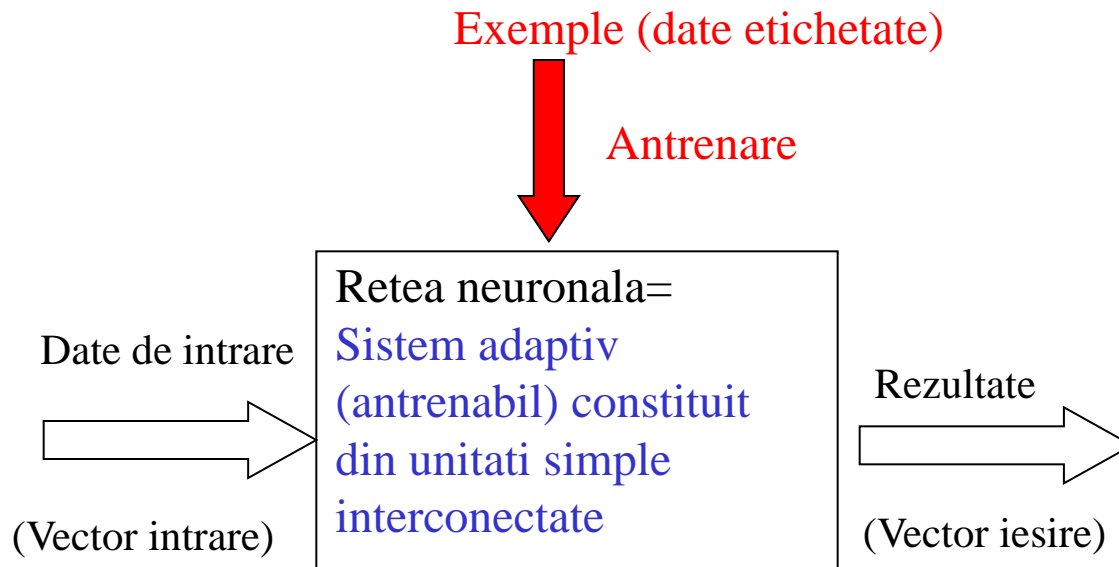 Exemple (date etichetate)
Antrenare
Retea neuronala=
Sistem adaptiv
(antrenabil) constituit
din unitati simple
interconectate
Date de intrare
(Vector intrare)
Rezultate
(Vector iesire)